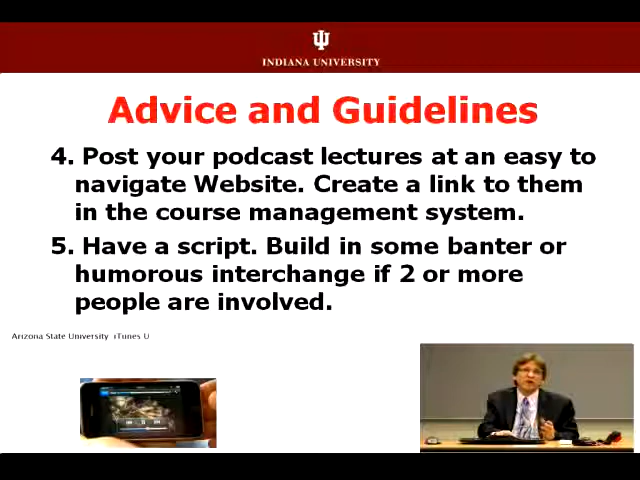 INDIANA UNIVERSITY
Advice and Guidelines
4. Post your podcast lectures at an easy to
navigate Website. Create a link to them
in the course management system.
5. Have a script. Build in some banter or
humorous interchange if 2 or more
people are involved.
Arizona State University iTunes U